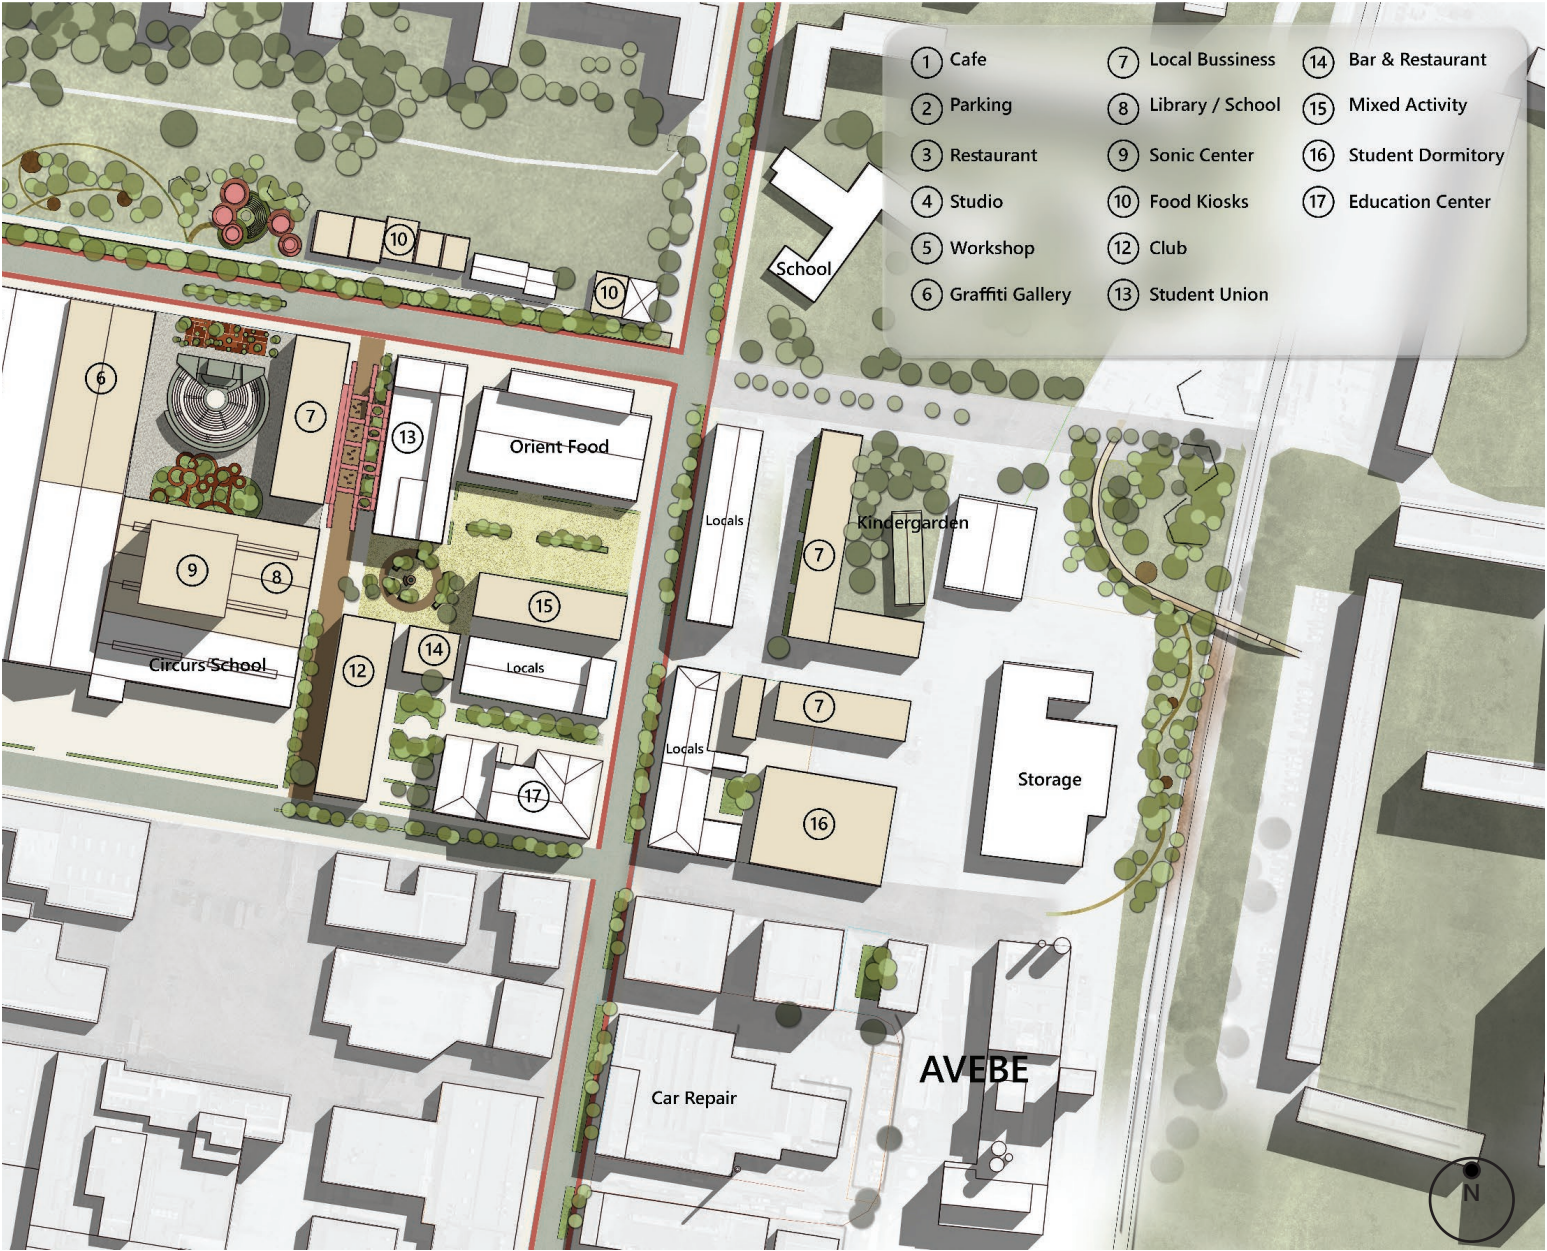 1 Cafe
2 Parking
3 Restaurant
4 Studio
5 Workshop
6 Graffiti Gallery
7 Local Bussiness
8 Library / School
9 Sonic Center
10 Food Kiosks
12 Club
13 Student Union
14 Bar & Restaurant
15 Mixed Activity
16 Student Dormitory
17 Education Center
10
School
10
6
7
13
Orient Food
Locals
Kindergarden
7
9
8
15
14
Circurs School
12
Locals
7
Locals
17
Storage
16
AVEBE
Car Repair
N